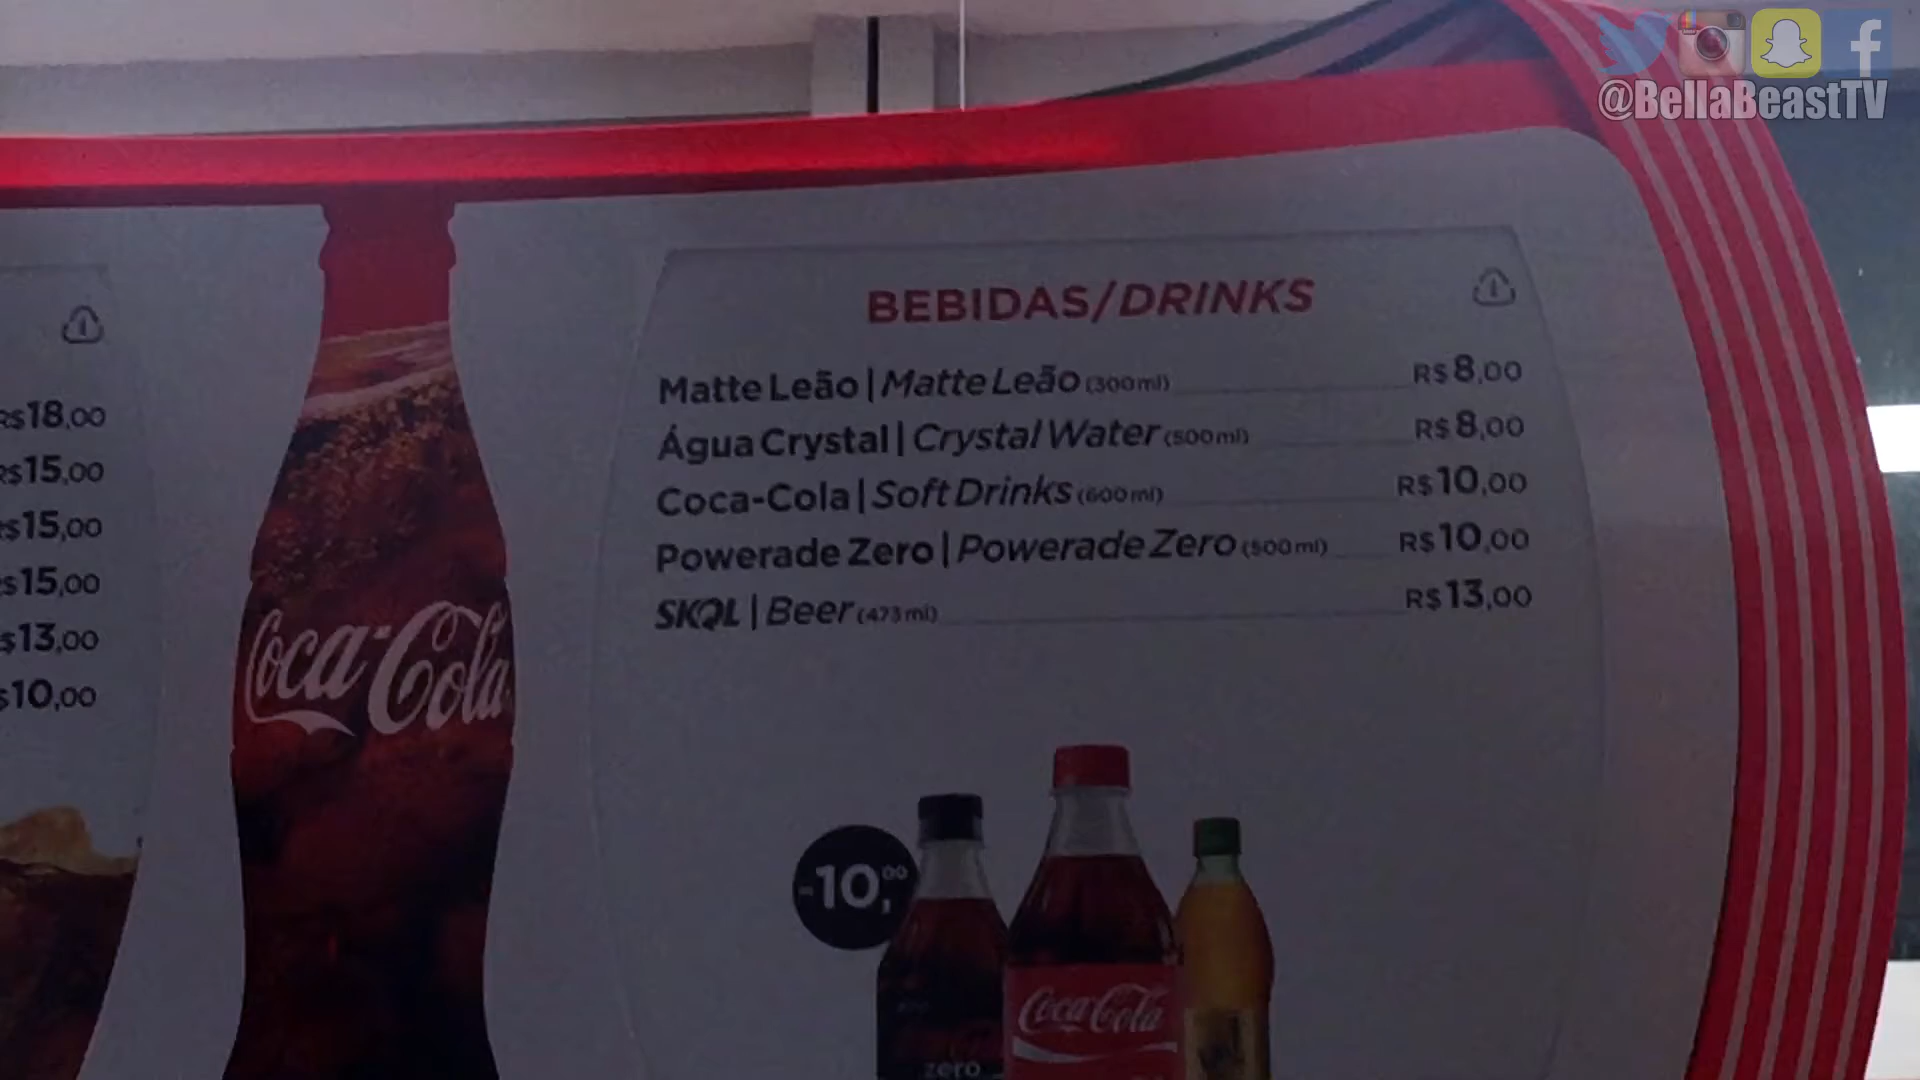 @BellaBeastTV
BEBIDAS/DRINKS
Matte Leão | Matte Leão (300ml) R$8,00
Água Crystal | Crystal Water (500ml) R$8,00
Coca-Cola | Soft Drinks (600ml) R$10,00
Powerade Zero | Powerade Zero (500ml) R$10,00
SKOL | Beer (473ml) R$13,00
R$18,00
R$15,00
R$15,00
R$15,00
$13,00
$10,00
Coca-Cola
-10,00
Coca-Cola
zero